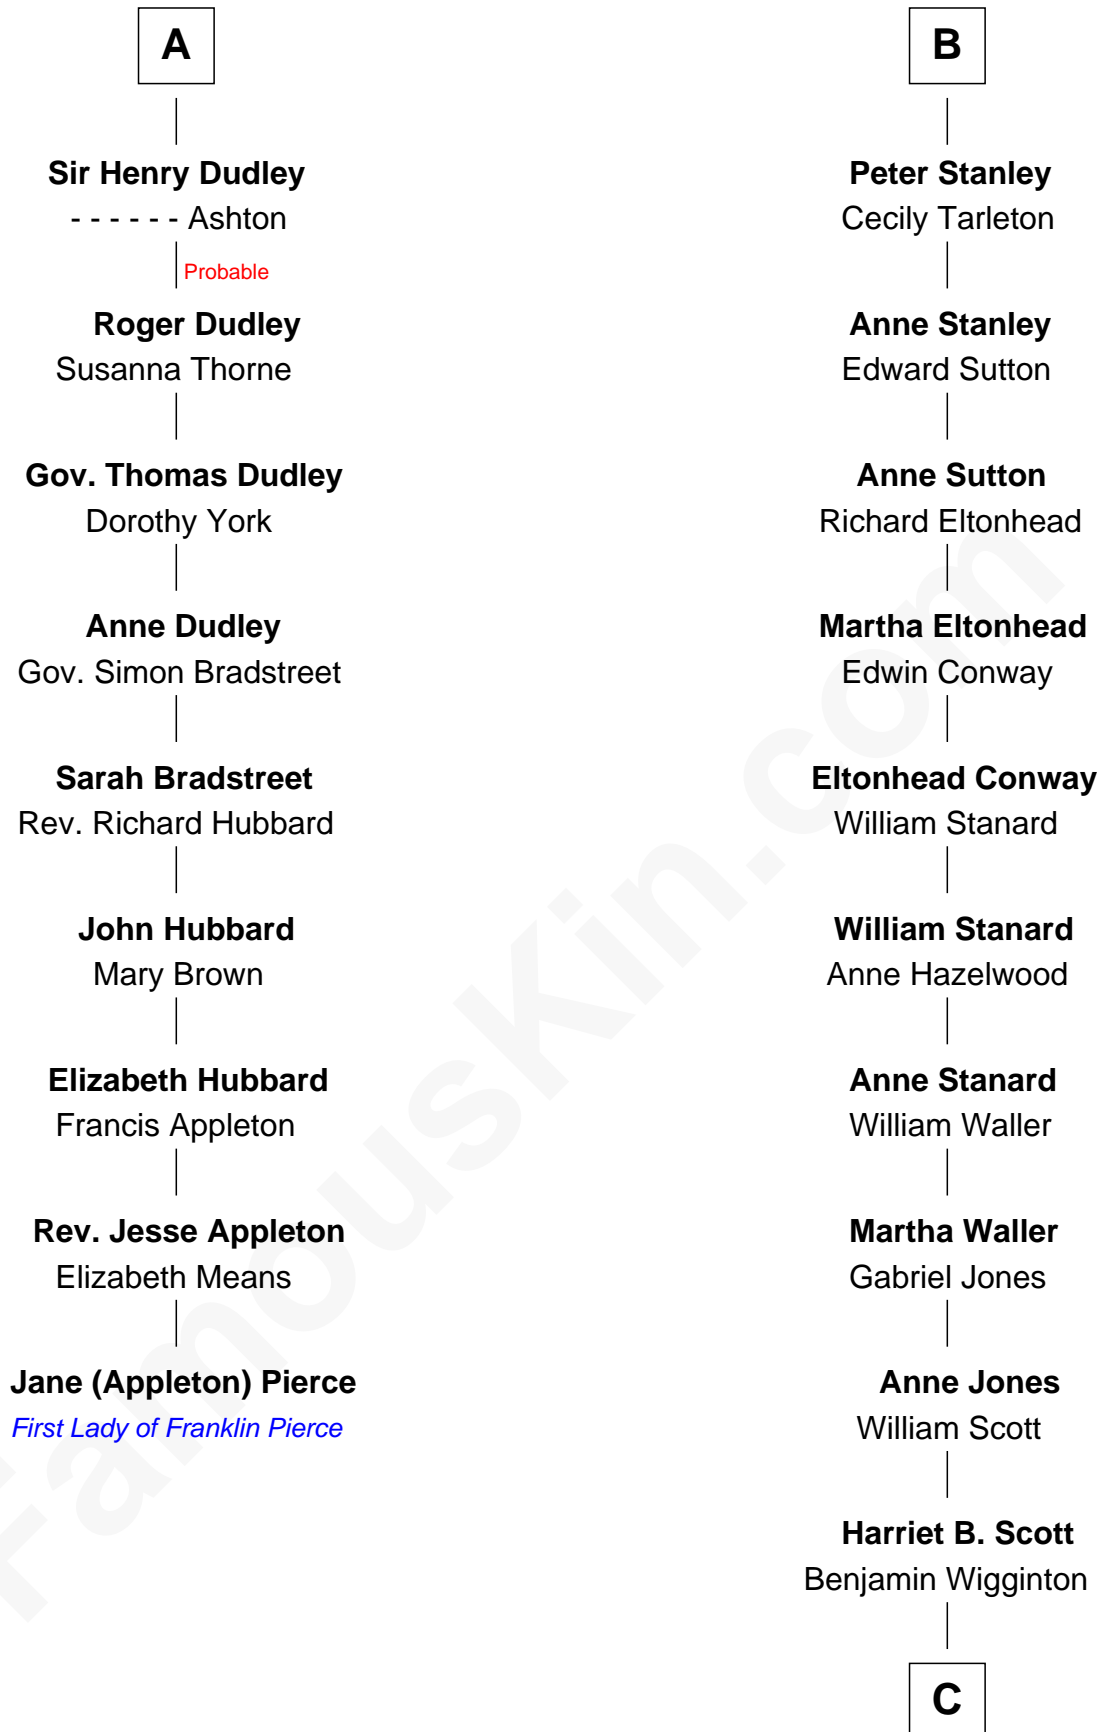 A
Sir Henry Dudley
- - - - - - Ashton
Probable
Roger Dudley
Susanna Thorne
Gov. Thomas Dudley
Dorothy York
Anne Dudley
Gov. Simon Bradstreet
Sarah Bradstreet
Rev. Richard Hubbard
John Hubbard
Mary Brown
Elizabeth Hubbard
Francis Appleton
Rev. Jesse Appleton
Elizabeth Means
Jane (Appleton) Pierce
First Lady of Franklin Pierce
B
Peter Stanley
Cecily Tarleton
Anne Stanley
Edward Sutton
Anne Sutton
Richard Eltonhead
Martha Eltonhead
Edwin Conway
Eltonhead Conway
William Stanard
William Stanard
Anne Hazelwood
Anne Stanard
William Waller
Martha Waller
Gabriel Jones
Anne Jones
William Scott
Harriet B. Scott
Benjamin Wigginton
C
FamousKin.com